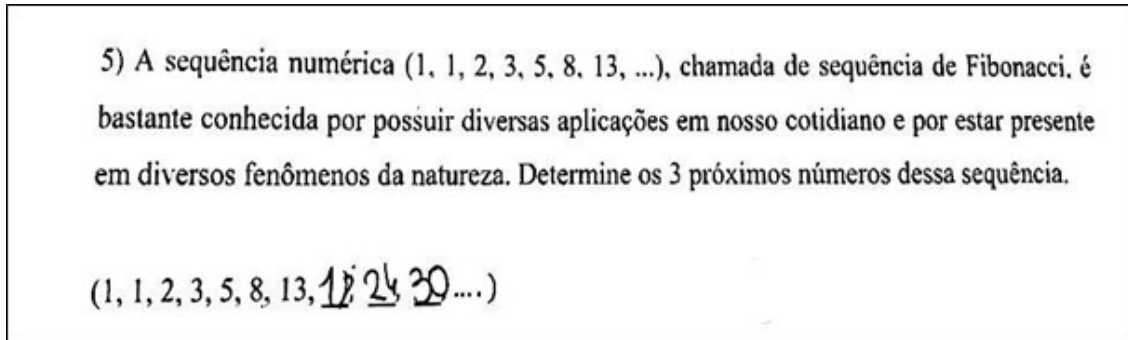 5) A sequência numérica (1, 1, 2, 3, 5, 8, 13, ...), chamada de sequência de Fibonacci, é
bastante conhecida por possuir diversas aplicações em nosso cotidiano e por estar presente
em diversos fenômenos da natureza. Determine os 3 próximos números dessa sequência.
(1, 1, 2, 3, 5, 8, 13, 18, 24, 30 ....)